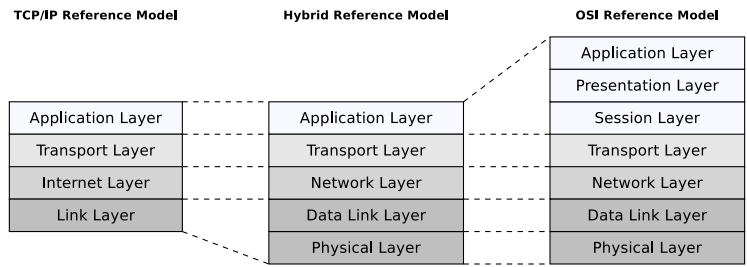 TCP/IP Reference Model
Application Layer
Transport Layer
Internet Layer
Link Layer
Hybrid Reference Model
Application Layer
Transport Layer
Network Layer
Data Link Layer
Physical Layer
OSI Reference Model
Application Layer
Presentation Layer
Session Layer
Transport Layer
Network Layer
Data Link Layer
Physical Layer